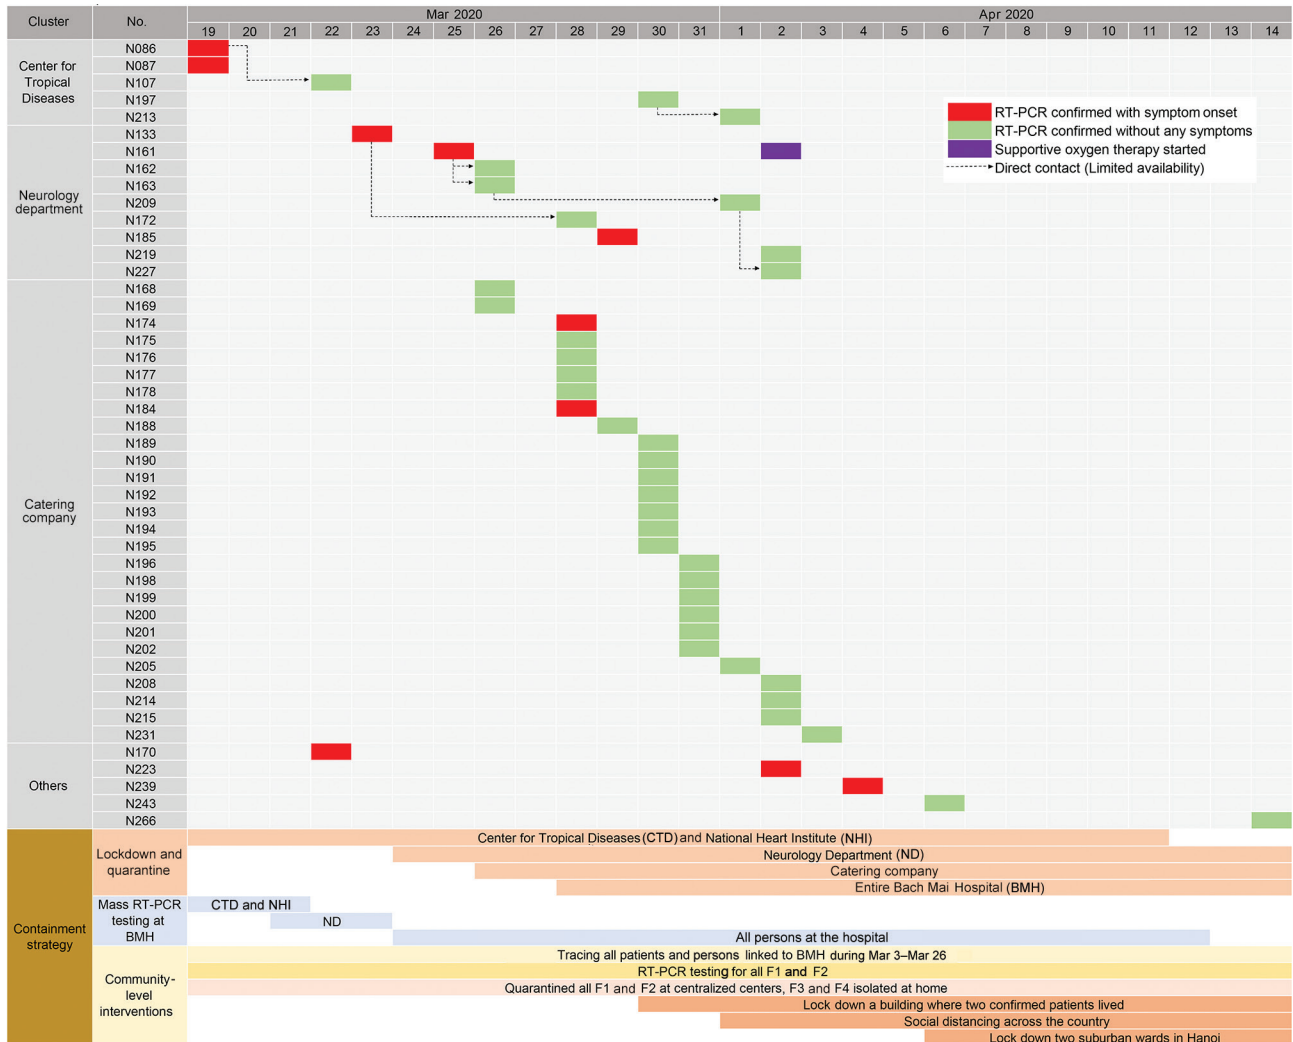 Cluster No. Mar 2020 Apr 2020
19 20 21 22 23 24 25 26 27 28 29 30 31 1 2 3 4 5 6 7 8 9 10 11 12 13 14
Center for
Tropical
Diseases
N086
N087
N107
N197
N213
RT-PCR confirmed with symptom onset
RT-PCR confirmed without any symptoms
Supportive oxygen therapy started
Direct contact (Limited availability)
Neurology
department
N133
N161
N162
N163
N209
N172
N185
N219
N227
Catering
company
N168
N169
N174
N175
N176
N177
N178
N184
N188
N189
N190
N191
N192
N193
N194
N195
N196
N198
N199
N200
N201
N202
N205
N208
N214
N215
N231
Others
N170
N223
N239
N243
N266
Containment
strategy
Lockdown and
quarantine
Center for Tropical Diseases (CTD) and National Heart Institute (NHI)
Neurology Department (ND)
Catering company
Entire Bach Mai Hospital (BMH)
Mass RT-PCR
testing at
BMH
CTD and NHI
ND
All persons at the hospital
Community-
level
interventions
Tracing all patients and persons linked to BMH during Mar 3–Mar 26
RT-PCR testing for all F1 and F2
Quarantined all F1 and F2 at centralized centers, F3 and F4 isolated at home
Lock down a building where two confirmed patients lived
Social distancing across the country
Lock down two suburban wards in Hanoi